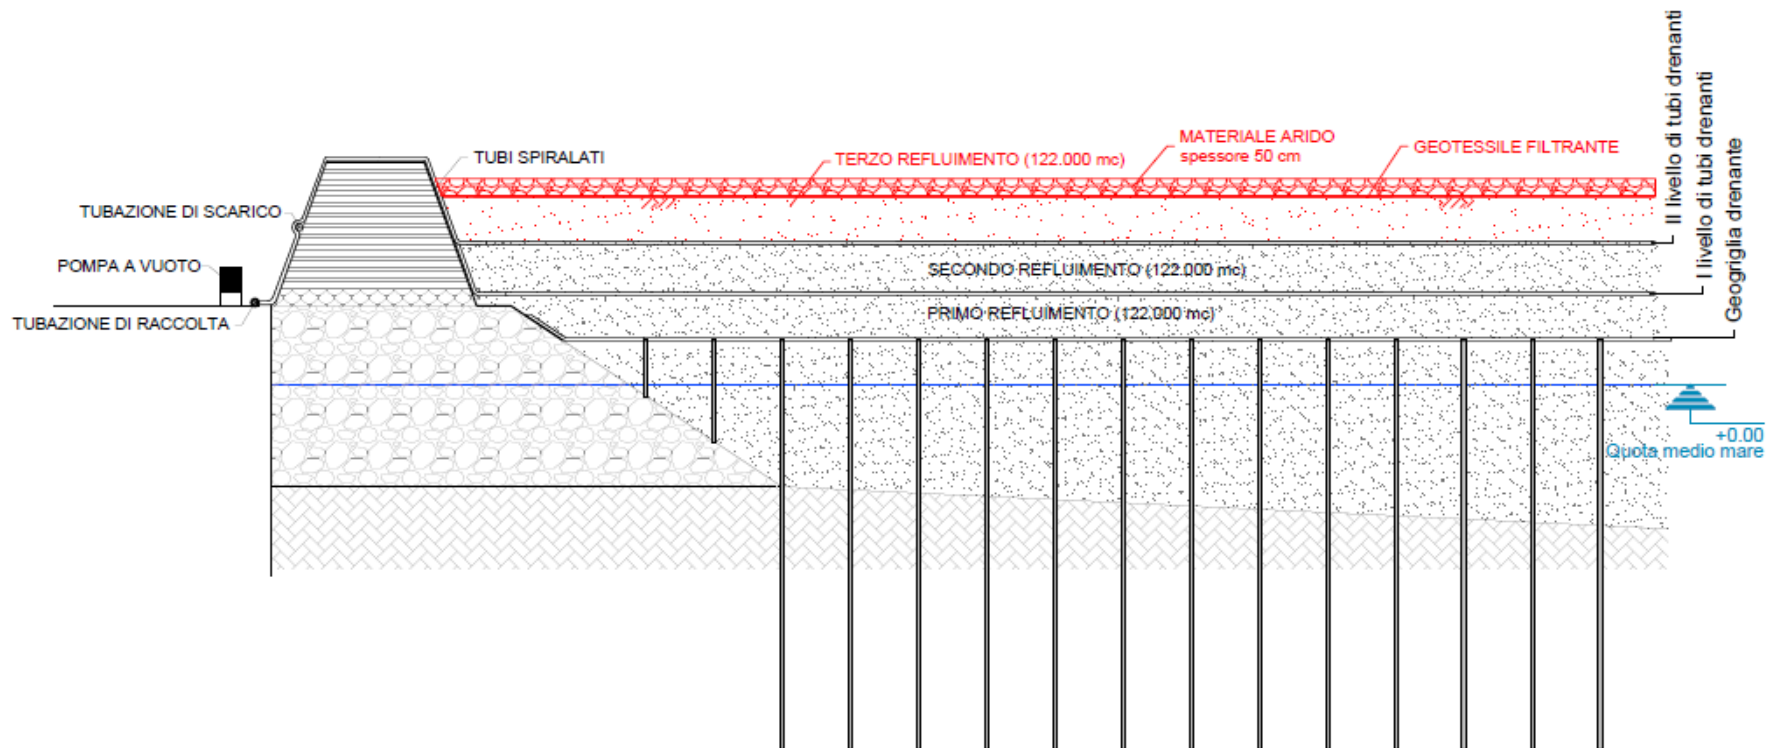 TUBI SPIRALATI
TERZO REFLUIMENTO (122.000 mc)
MATERIALE ARIDO
spessore 50 cm
GEOTESSILE FILTRANTE
II livello di tubi drenanti
I livello di tubi drenanti
Geogriglia drenante
TUBAZIONE DI SCARICO
POMPA A VUOTO
TUBAZIONE DI RACCOLTA
SECONDO REFLUIMENTO (122.000 mc)
PRIMO REFLUIMENTO (122.000 mc)
+0.00
Quota medio mare